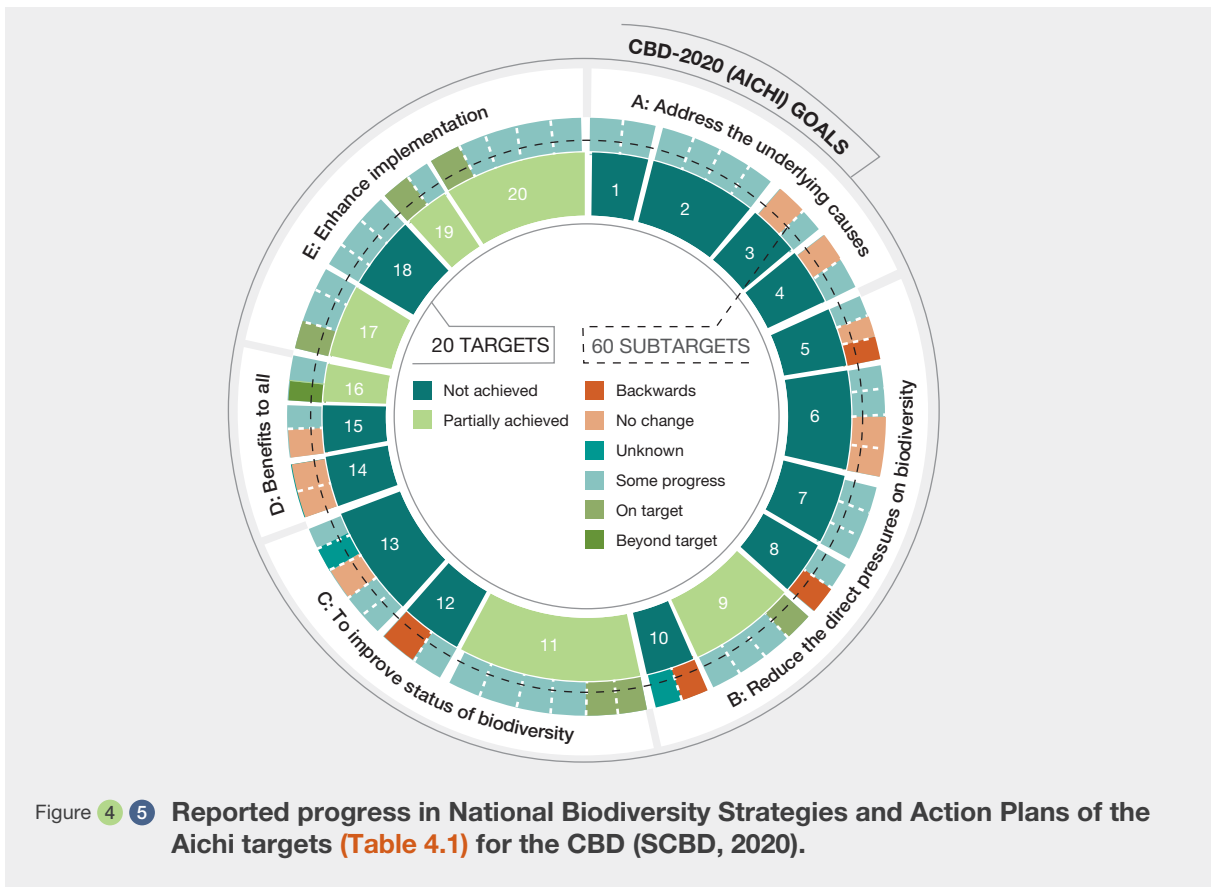 CBD-2020 (AICHI) GOALS
A: Address the underlying causes
B: Reduce the direct pressures on biodiversity
C: To improve status of biodiversity
D: Benefits to all
E: Enhance implementation
1
2
3
4
5
6
7
8
9
10
11
12
13
14
15
16
17
18
19
20
20 TARGETS
Not achieved
Partially achieved
60 SUBTARGETS
Backwards
No change
Unknown
Some progress
On target
Beyond target
Figure 4 5 Reported progress in National Biodiversity Strategies and Action Plans of the
Aichi targets (Table 4.1) for the CBD (SCBD, 2020).